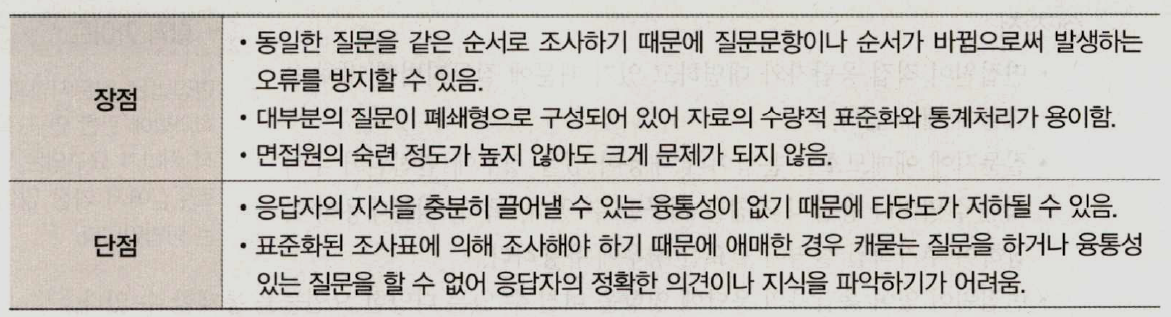 장점
• 동일한 질문을 같은 순서로 조사하기 때문에 질문문항이나 순서가 바뀜으로써 발생하는
오류를 방지할 수 있음.
• 대부분의 질문이 폐쇄형으로 구성되어 있어 자료의 수량적 표준화와 통계처리가 용이함.
• 면접원의 숙련 정도가 높지 않아도 크게 문제가 되지 않음.
단점
• 응답자의 지식을 충분히 끌어낼 수 있는 융통성이 없기 때문에 타당도가 저하될 수 있음.
• 표준화된 조사표에 의해 조사해야 하기 때문에 애매한 경우 캐묻는 질문을 하거나 융통성
있는 질문을 할 수 없어 응답자의 정확한 의견이나 지식을 파악하기가 어려움.